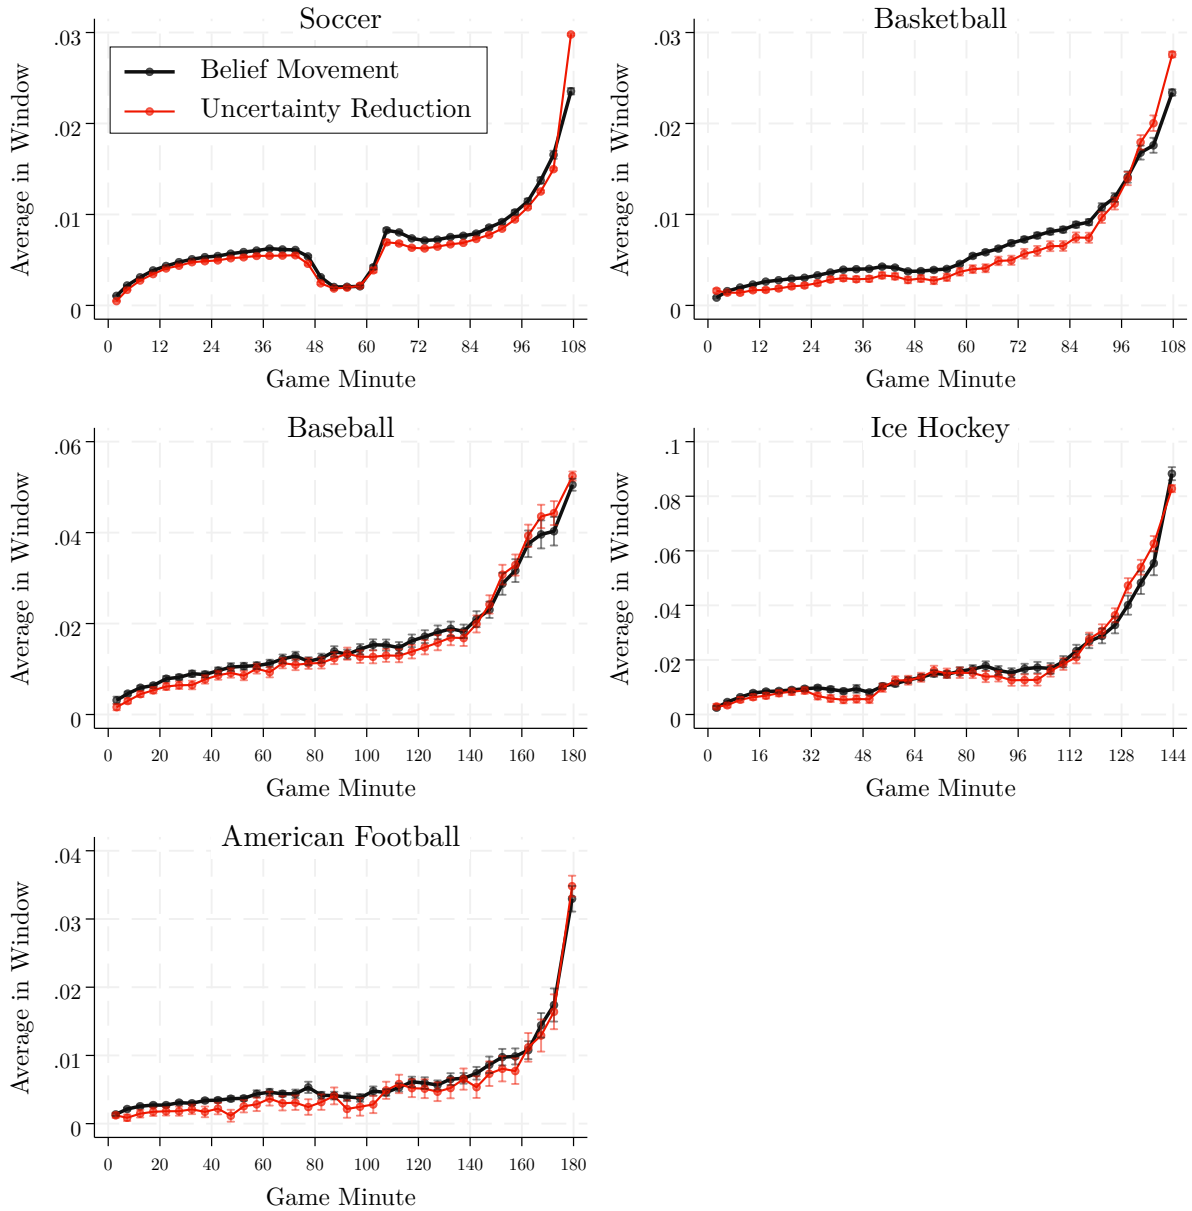 Soccer
.03
.02
.01
0
Average in Window
Belief Movement
Uncertainty Reduction
0 12 24 36 48 60 72 84 96 108
Game Minute
Basketball
.03
.02
.01
0
Average in Window
0 12 24 36 48 60 72 84 96 108
Game Minute
Baseball
.06
.04
.02
0
Average in Window
0 20 40 60 80 100 120 140 160 180
Game Minute
Ice Hockey
.1
.08
.06
.04
.02
0
Average in Window
0 16 32 48 64 80 96 112 128 144
Game Minute
American Football
.04
.03
.02
.01
0
Average in Window
0 20 40 60 80 100 120 140 160 180
Game Minute